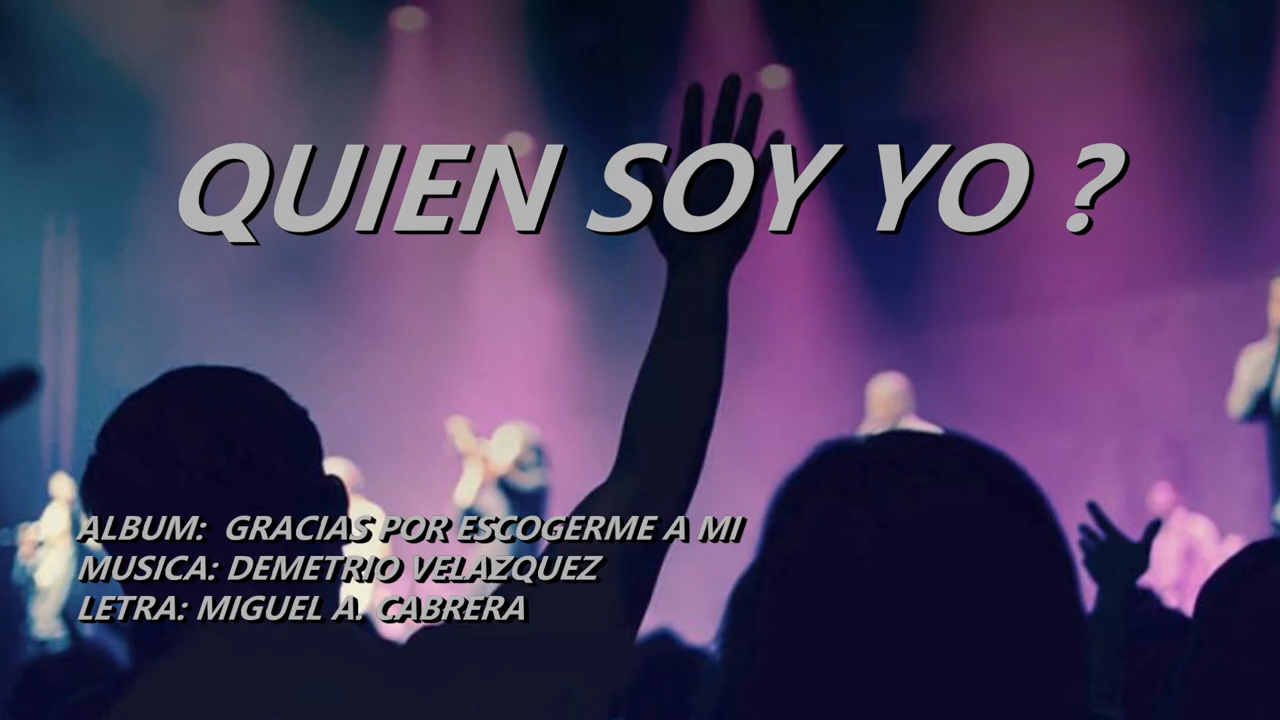 QUIEN SOY YO ?
ALBUM: GRACIAS POR ESCOGERME A MI
MUSICA: DEMETRIO VELAZQUEZ
LETRA: MIGUEL A. CABRERA